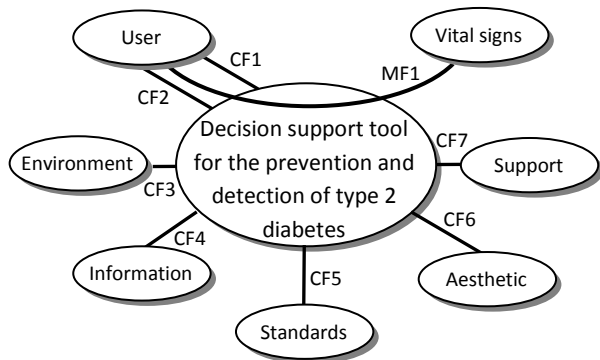 User
Vital signs
CF1
MF1
CF2
Decision support tool
for the prevention and
detection of type 2
diabetes
Environment
CF3
CF7
Support
CF4
CF6
Information
CF5
Aesthetic
Standards